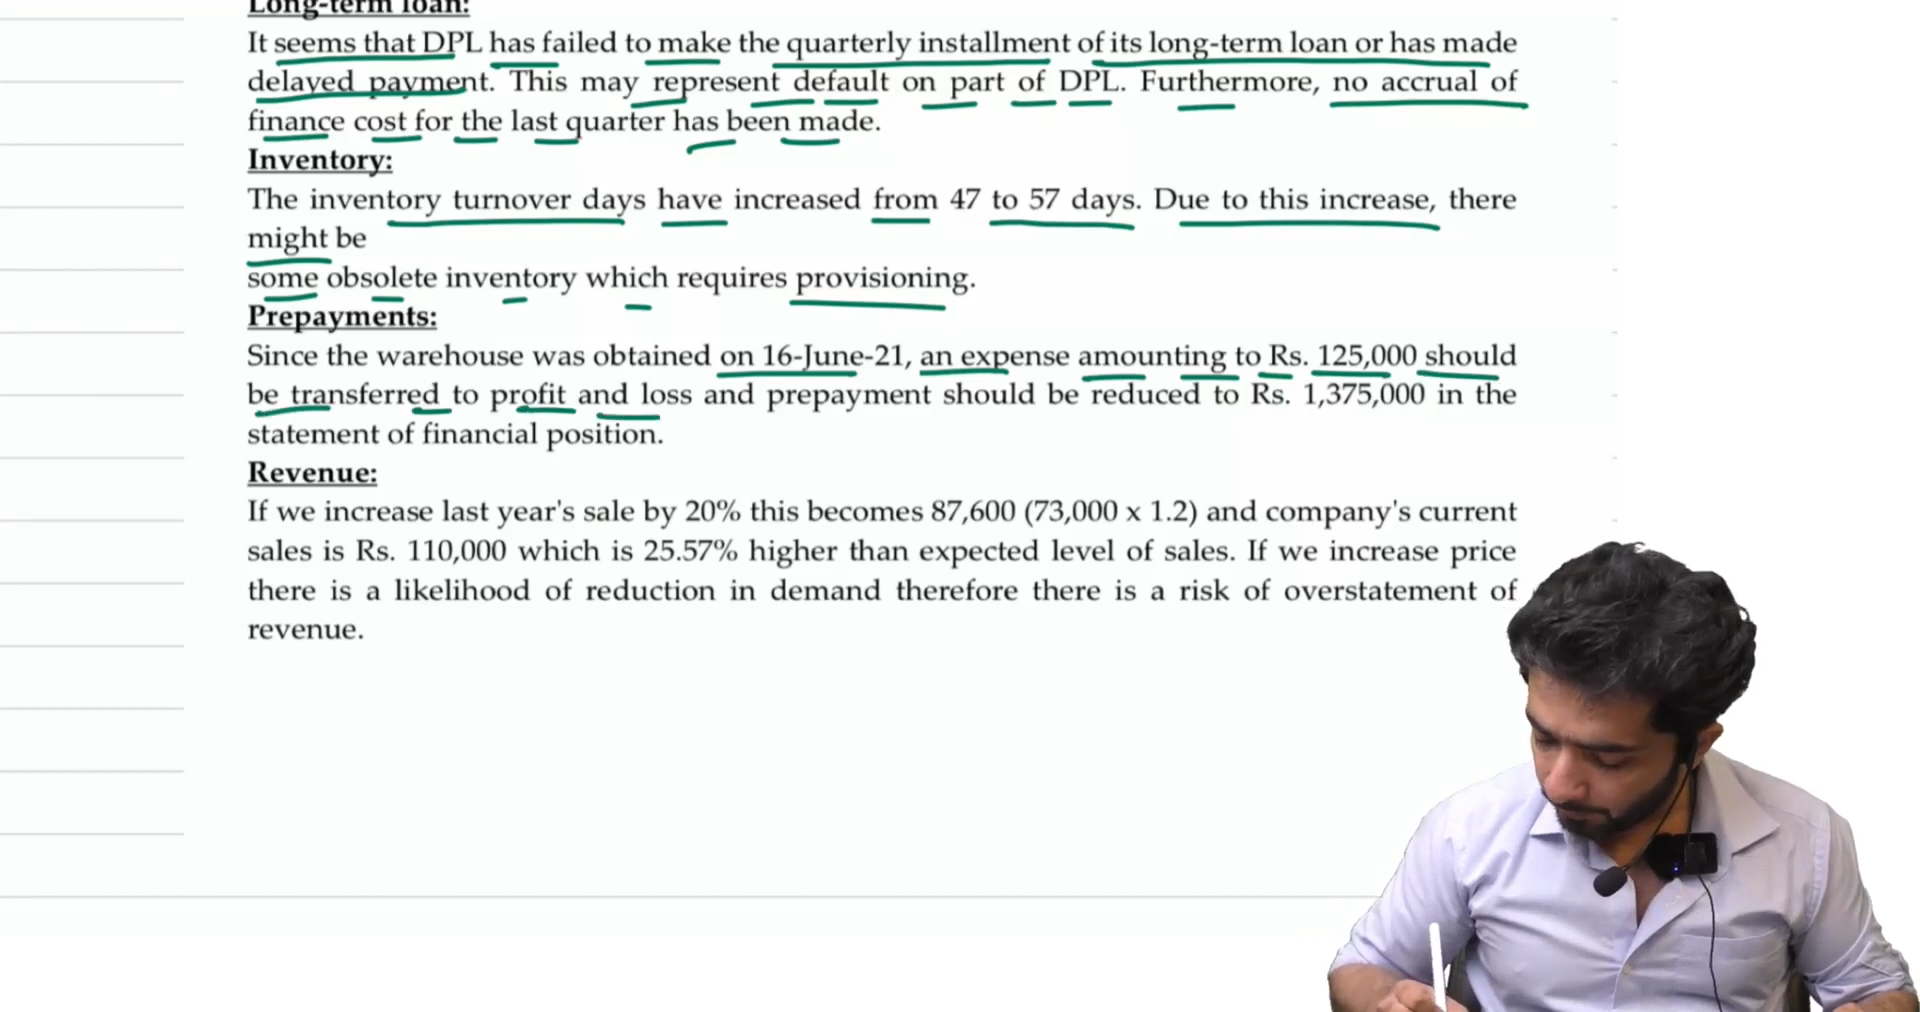 Long-term loan:
It seems that DPL has failed to make the quarterly installment of its long-term loan or has made
delayed payment. This may represent default on part of DPL. Furthermore, no accrual of
finance cost for the last quarter has been made.
Inventory:
The inventory turnover days have increased from 47 to 57 days. Due to this increase, there
might be
some obsolete inventory which requires provisioning.
Prepayments:
Since the warehouse was obtained on 16-June-21, an expense amounting to Rs. 125,000 should
be transferred to profit and loss and prepayment should be reduced to Rs. 1,375,000 in the
statement of financial position.
Revenue:
If we increase last year's sale by 20% this becomes 87,600 (73,000 x 1.2) and company's current
sales is Rs. 110,000 which is 25.57% higher than expected level of sales. If we increase price
there is a likelihood of reduction in demand therefore there is a risk of overstatement of
revenue.